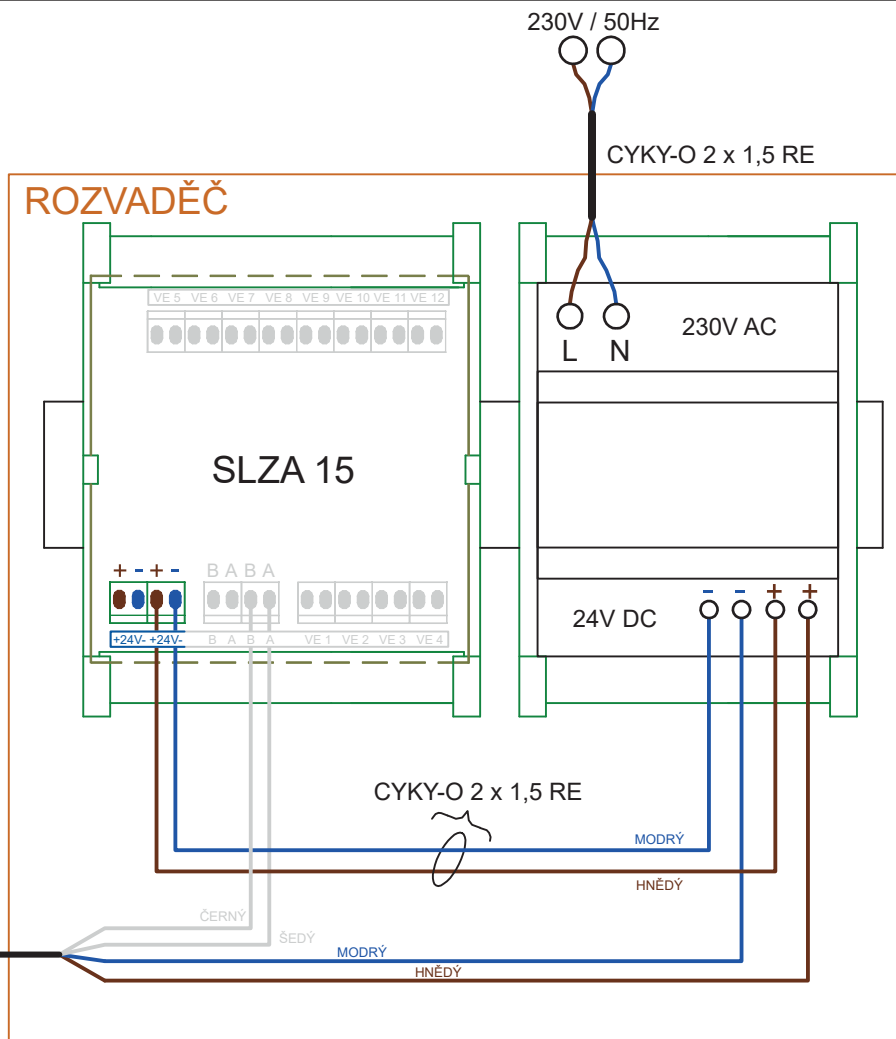 230V / 50Hz
CYKY-O 2 x 1,5 RE
ROZVADĚČ
VE 5 VE 6 VE 7 VE 8 VE 9 VE 10 VE 11 VE 12
L N
230V AC
SLZA 15
+ - + -
B A B A
+24V- +24V-
B A B A
VE 1 VE 2 VE 3 VE 4
24V DC
- - + +
CYKY-O 2 x 1,5 RE
MODRÝ
HNĚDÝ
ČERNÝ
ŠEDÝ
MODRÝ
HNĚDÝ